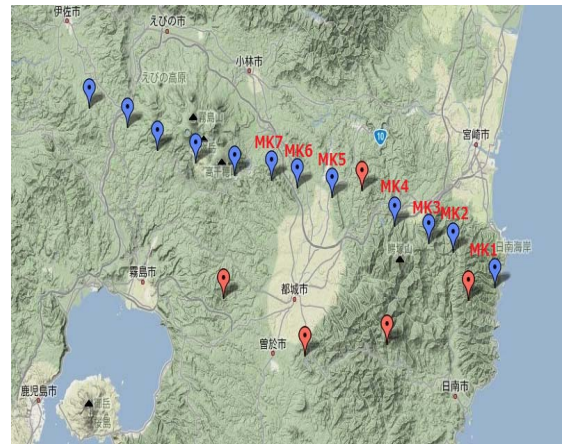 伊佐市
えびの市
えびの高原
小林市
霧島山
10
宮崎市
MK7
MK6
MK5
MK4
MK3
MK2
日南海岸
MK1
霧島市
都城市
曽於市
鹿児島市
日南市